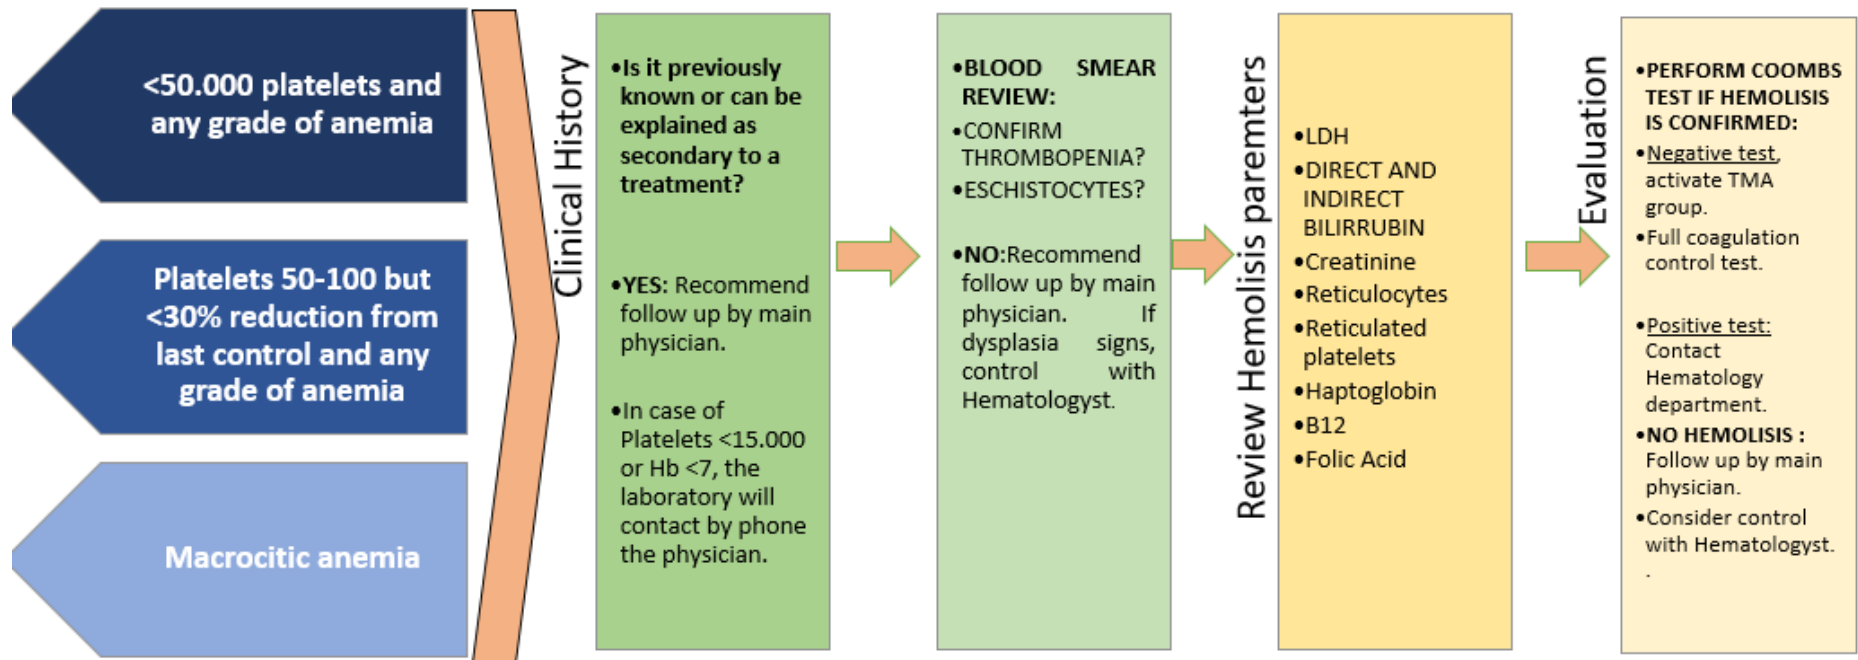 <50.000 platelets and
any grade of anemia
Platelets 50-100 but
<30% reduction from
last control and any
grade of anemia
Macrocitic anemia
Clinical History
•Is it previously
known or can be
explained as
secondary to a
treatment?
•YES: Recommend
follow up by main
physician.
•In case of
Platelets <15.000
or Hb <7, the
laboratory will
contact by phone
the physician.
•BLOOD SMEAR
REVIEW:
•CONFIRM
THROMBOPENIA?
•ESCHISTOCYTES?
•NO:Recommend
follow up by main
physician. If
dysplasia signs,
control with
Hematologyst.
Review Hemolisis paremters
•LDH
•DIRECT AND
INDIRECT
BILIRRUBIN
•Creatinine
•Reticulocytes
•Reticulated
platelets
•Haptoglobin
•B12
•Folic Acid
Evaluation
•PERFORM COOMBS
TEST IF HEMOLISIS
IS CONFIRMED:
•Negative test,
activate TMA
group.
•Full coagulation
control test.
•Positive test:
Contact
Hematology
department.
•NO HEMOLISIS :
Follow up by main
physician.
•Consider control
with Hematologyst.
.